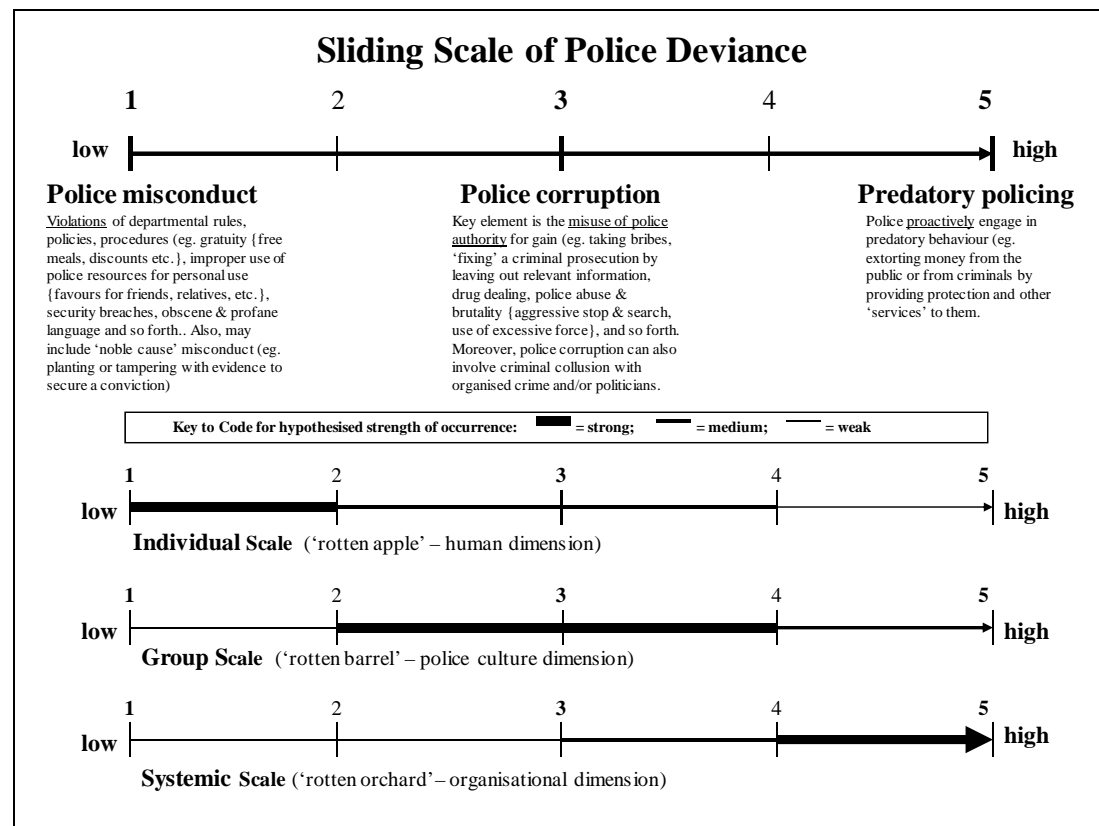 Sliding Scale of Police Deviance
1 2 3 4 5
low high
Police misconduct
Violations of departmental rules,
policies, procedures (eg. gratuity {free
meals, discounts etc.}, improper use of
police resources for personal use
{favours for friends, relatives, etc.},
security breaches, obscene & profane
language and so forth.. Also, may
include ‘noble cause’ misconduct (eg.
planting or tampering with evidence to
secure a conviction)
Police corruption
Key element is the misuse of police
authority for gain (eg. taking bribes,
‘fixing’ a criminal prosecution by
leaving out relevant information,
drug dealing, police abuse &
brutality {aggressive stop & search,
use of excessive force}, and so forth.
Moreover, police corruption can also
involve criminal collusion with
organised crime and/or politicians.
Predatory policing
Police proactively engage in
predatory behaviour (eg.
extorting money from the
public or from criminals by
providing protection and other
‘services’ to them.
Key to Code for hypothesised strength of occurrence: = strong; = medium; = weak
1 2 3 4 5
low high
Individual Scale (‘rotten apple’ – human dimension)
1 2 3 4 5
low high
Group Scale (‘rotten barrel’ – police culture dimension)
1 2 3 4 5
low high
Systemic Scale (‘rotten orchard’ – organisational dimension)